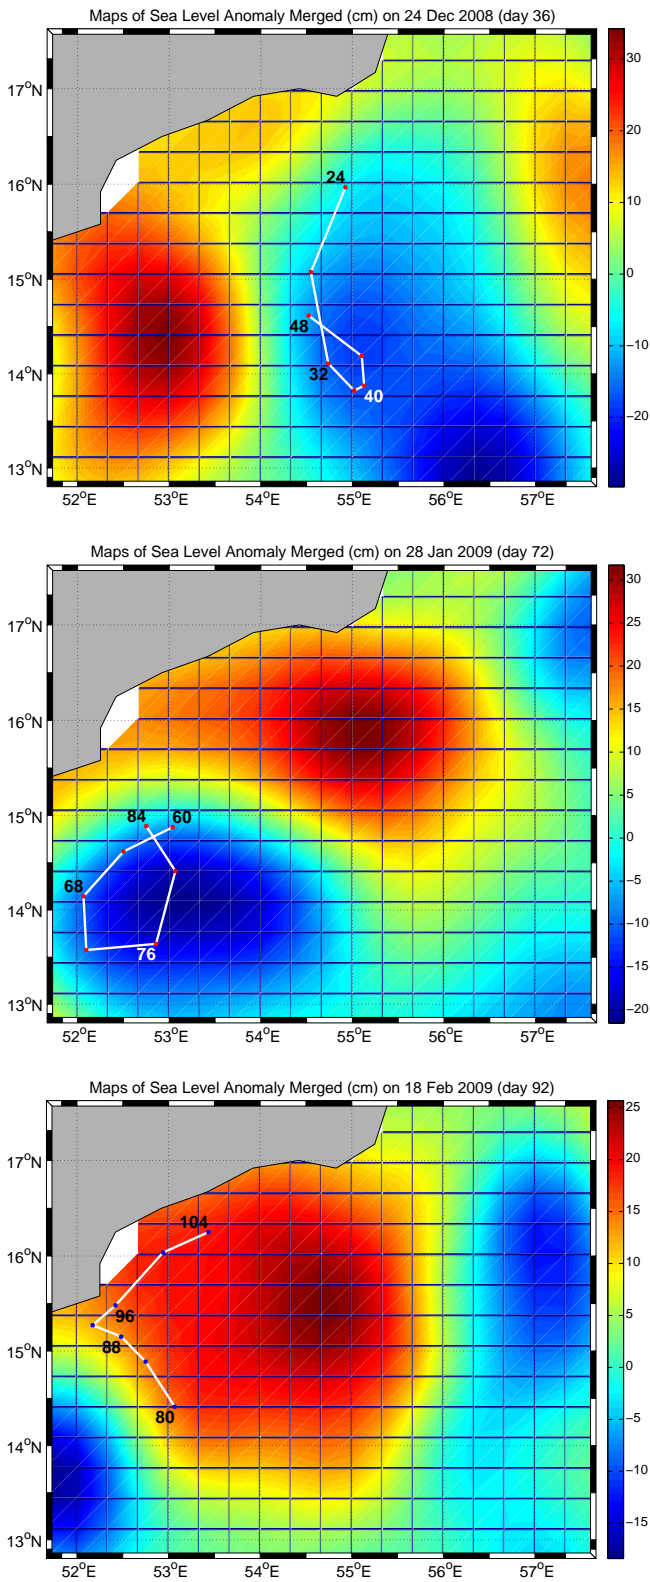 Maps of Sea Level Anomaly Merged (cm) on 24 Dec 2008 (day 36)
17°N
16°N
15°N
14°N
13°N
52°E 53°E 54°E 55°E 56°E 57°E
24
48
32
40
30
20
10
0
−10
−20
Maps of Sea Level Anomaly Merged (cm) on 28 Jan 2009 (day 72)
17°N
16°N
15°N
14°N
13°N
52°E 53°E 54°E 55°E 56°E 57°E
84 60
68
76
30
25
20
15
10
5
0
−5
−10
−15
−20
Maps of Sea Level Anomaly Merged (cm) on 18 Feb 2009 (day 92)
17°N
16°N
15°N
14°N
13°N
52°E 53°E 54°E 55°E 56°E 57°E
104
96
88
80
25
20
15
10
5
0
−5
−10
−15